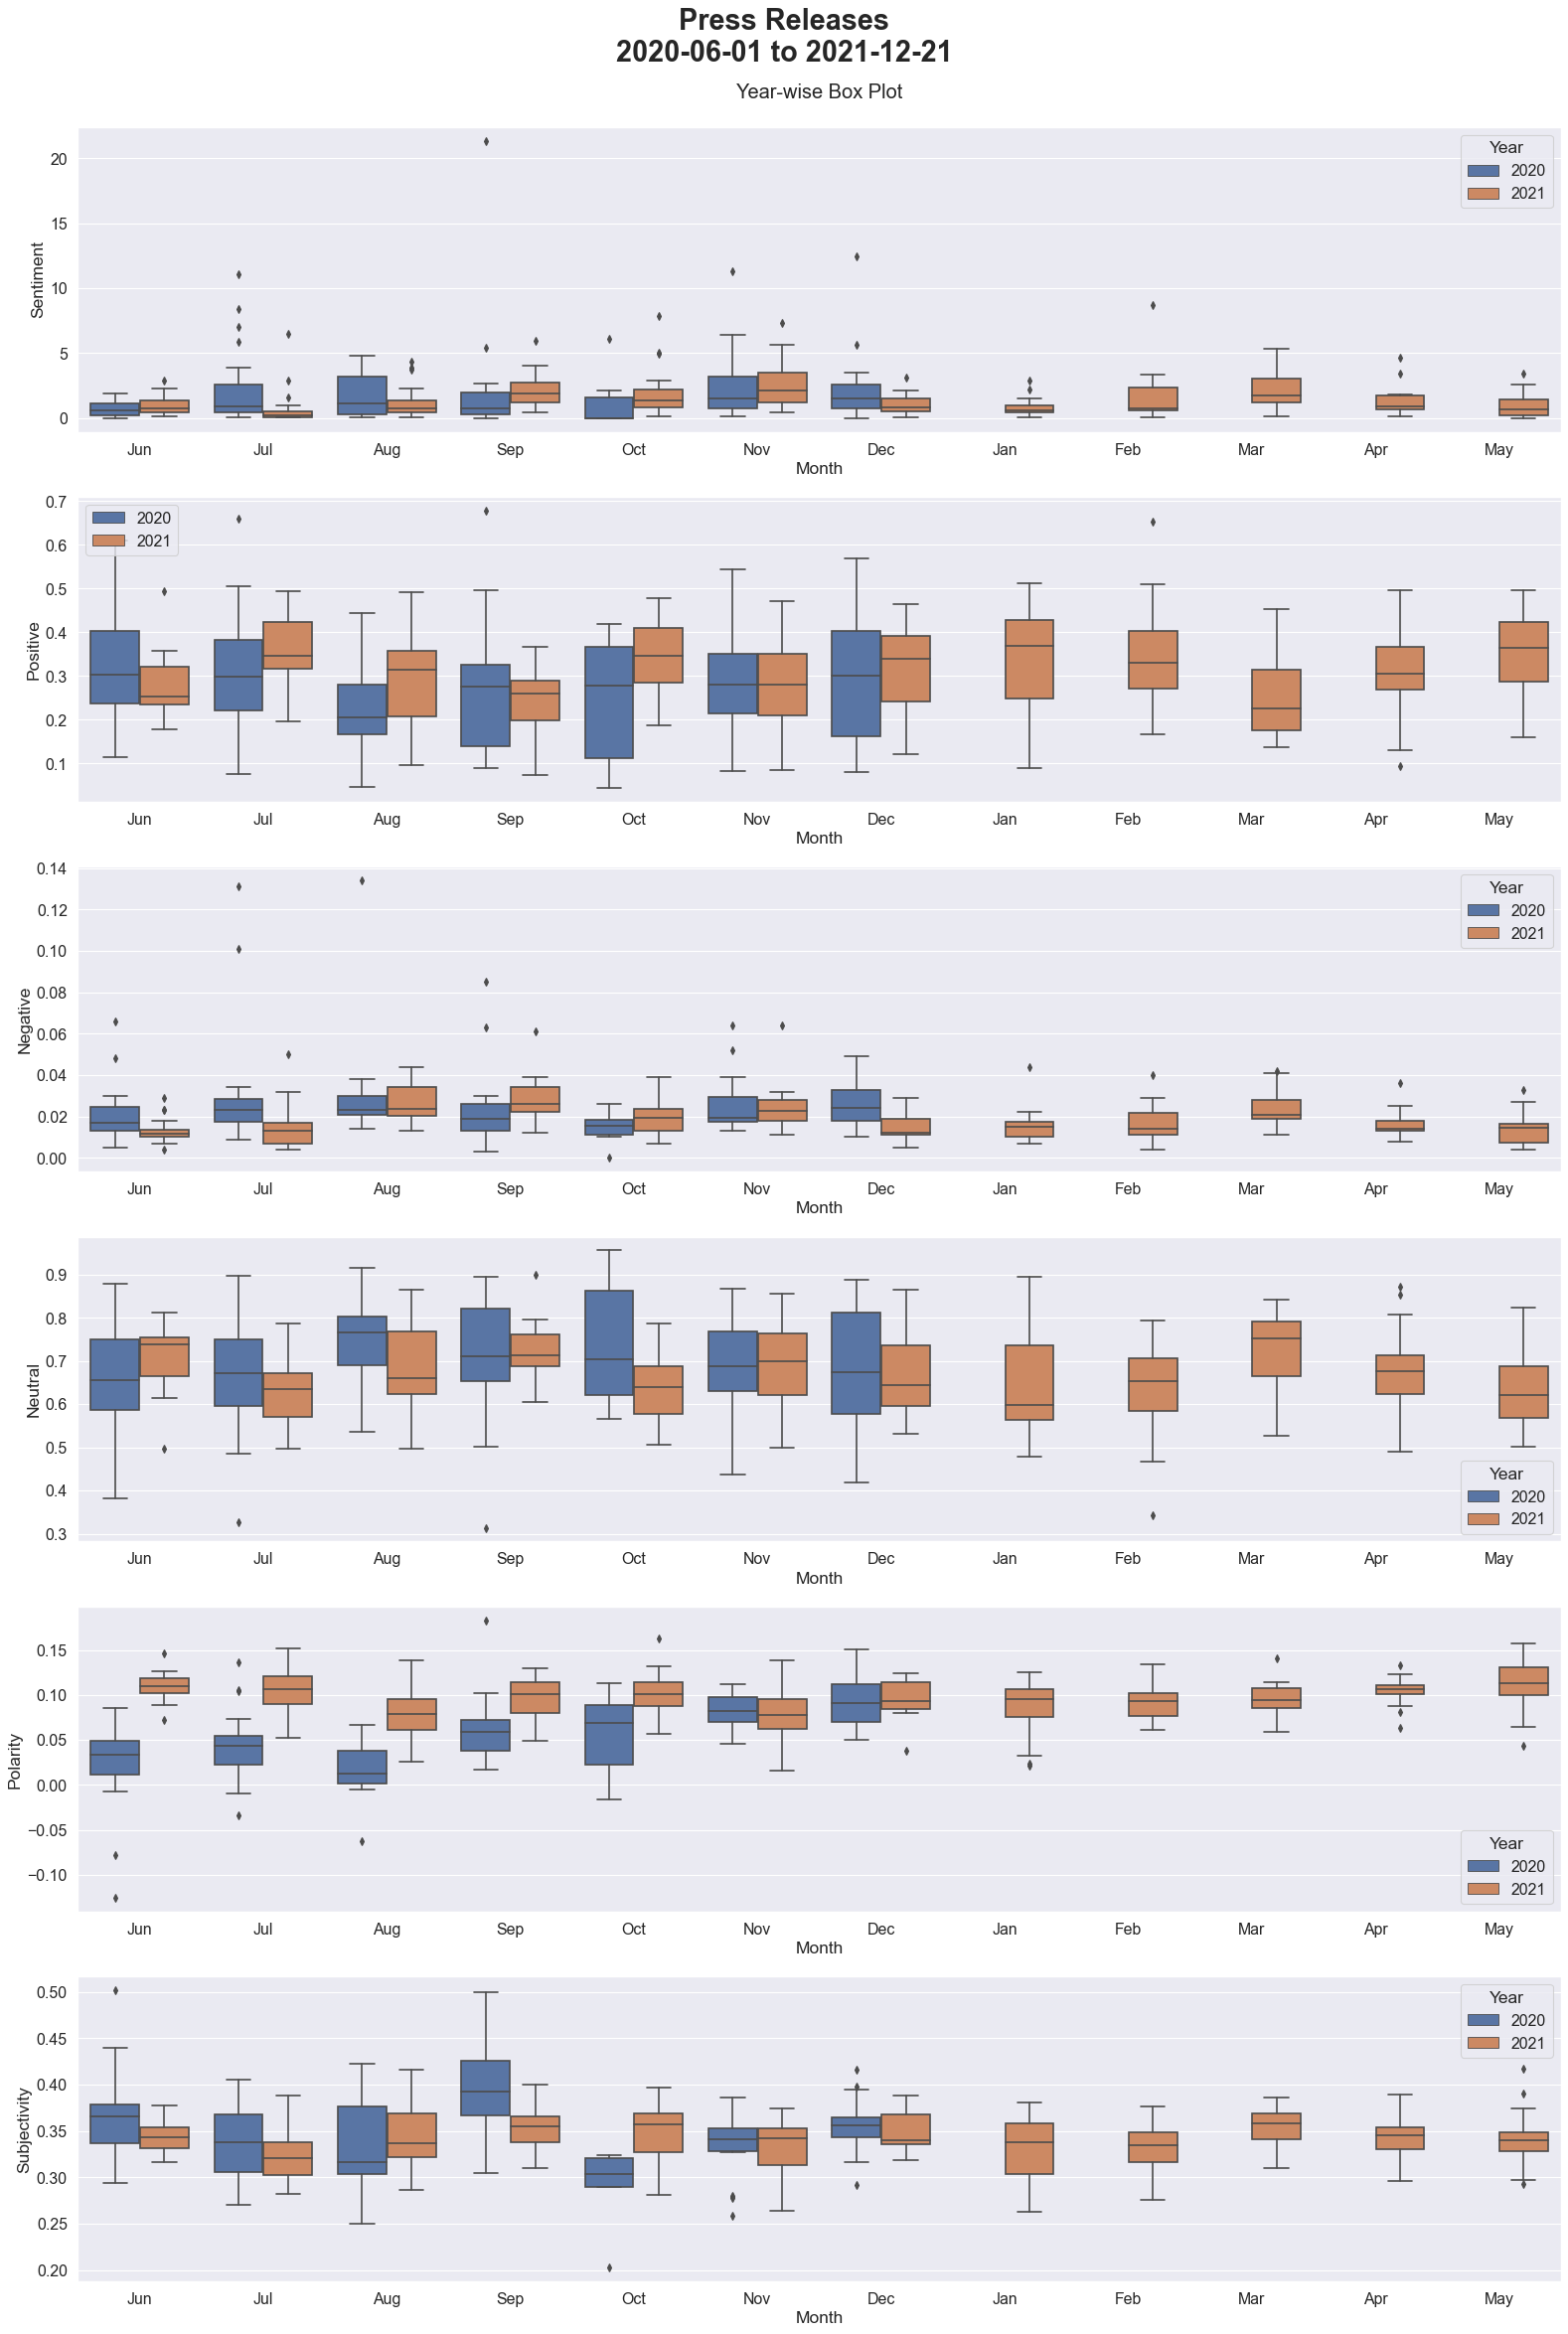 Press Releases
2020-06-01 to 2021-12-21
Year-wise Box Plot
Sentiment
20
15
10
5
0
Year
2020
2021
Jun Jul Aug Sep Oct Nov Dec Jan Feb Mar Apr May
Month
Positive
0.7
0.6
0.5
0.4
0.3
0.2
0.1
2020
2021
Jun Jul Aug Sep Oct Nov Dec Jan Feb Mar Apr May
Month
Negative
0.14
0.12
0.10
0.08
0.06
0.04
0.02
0.00
Year
2020
2021
Jun Jul Aug Sep Oct Nov Dec Jan Feb Mar Apr May
Month
Neutral
0.9
0.8
0.7
0.6
0.5
0.4
0.3
Year
2020
2021
Jun Jul Aug Sep Oct Nov Dec Jan Feb Mar Apr May
Month
Polarity
0.15
0.10
0.05
0.00
−0.05
−0.10
Year
2020
2021
Jun Jul Aug Sep Oct Nov Dec Jan Feb Mar Apr May
Month
Subjectivity
0.50
0.45
0.40
0.35
0.30
0.25
0.20
Year
2020
2021
Jun Jul Aug Sep Oct Nov Dec Jan Feb Mar Apr May
Month